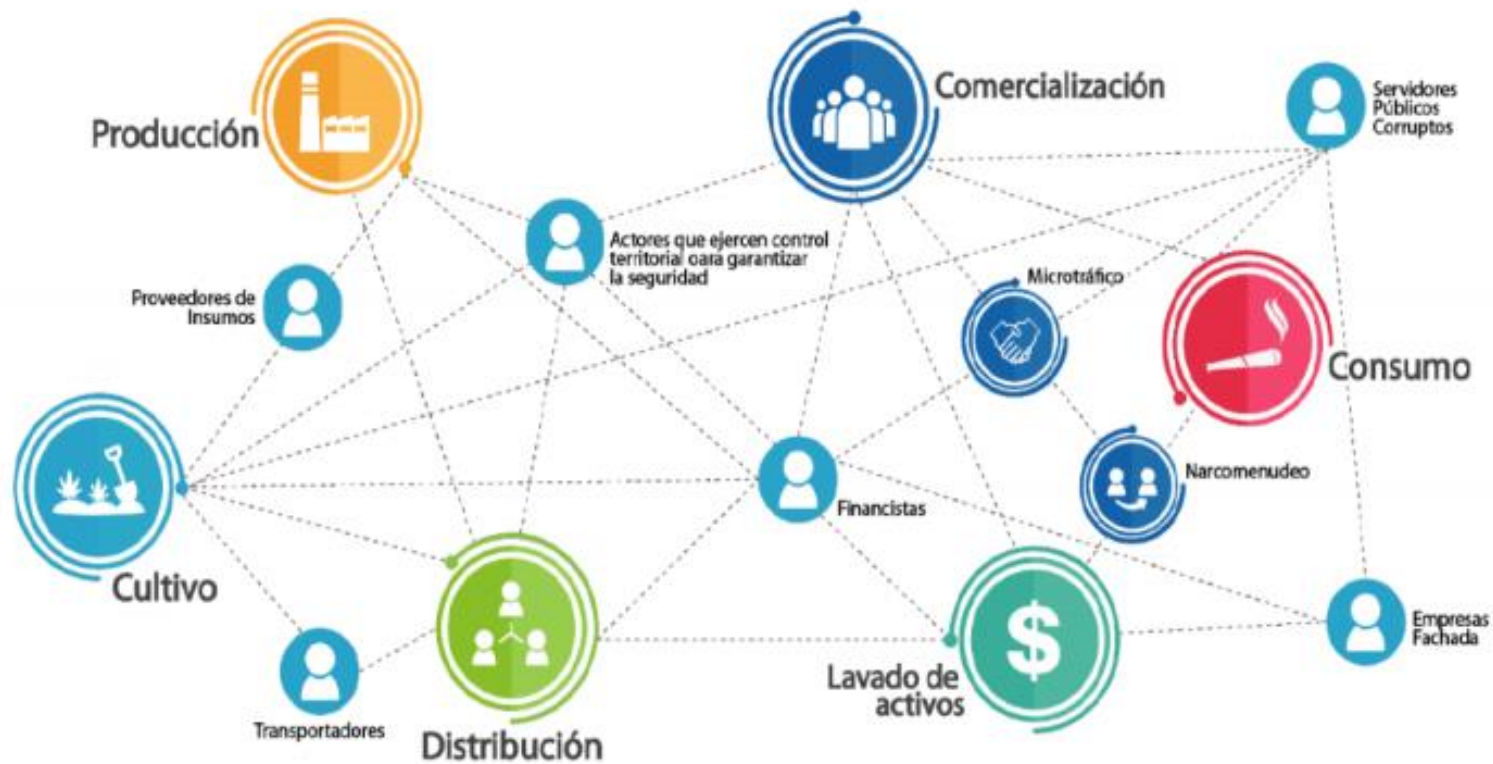 Producción
Comercialización
Servidores
Públicos
Corruptos
Actores que ejercen control
territorial oara garantizar
la seguridad
Proveedores de
Insumos
Microtráfico
Consumo
Narcomenudeo
Financistas
Cultivo
Empresas
Fachada
Lavado de
activos
$
Transportadores
Distribución